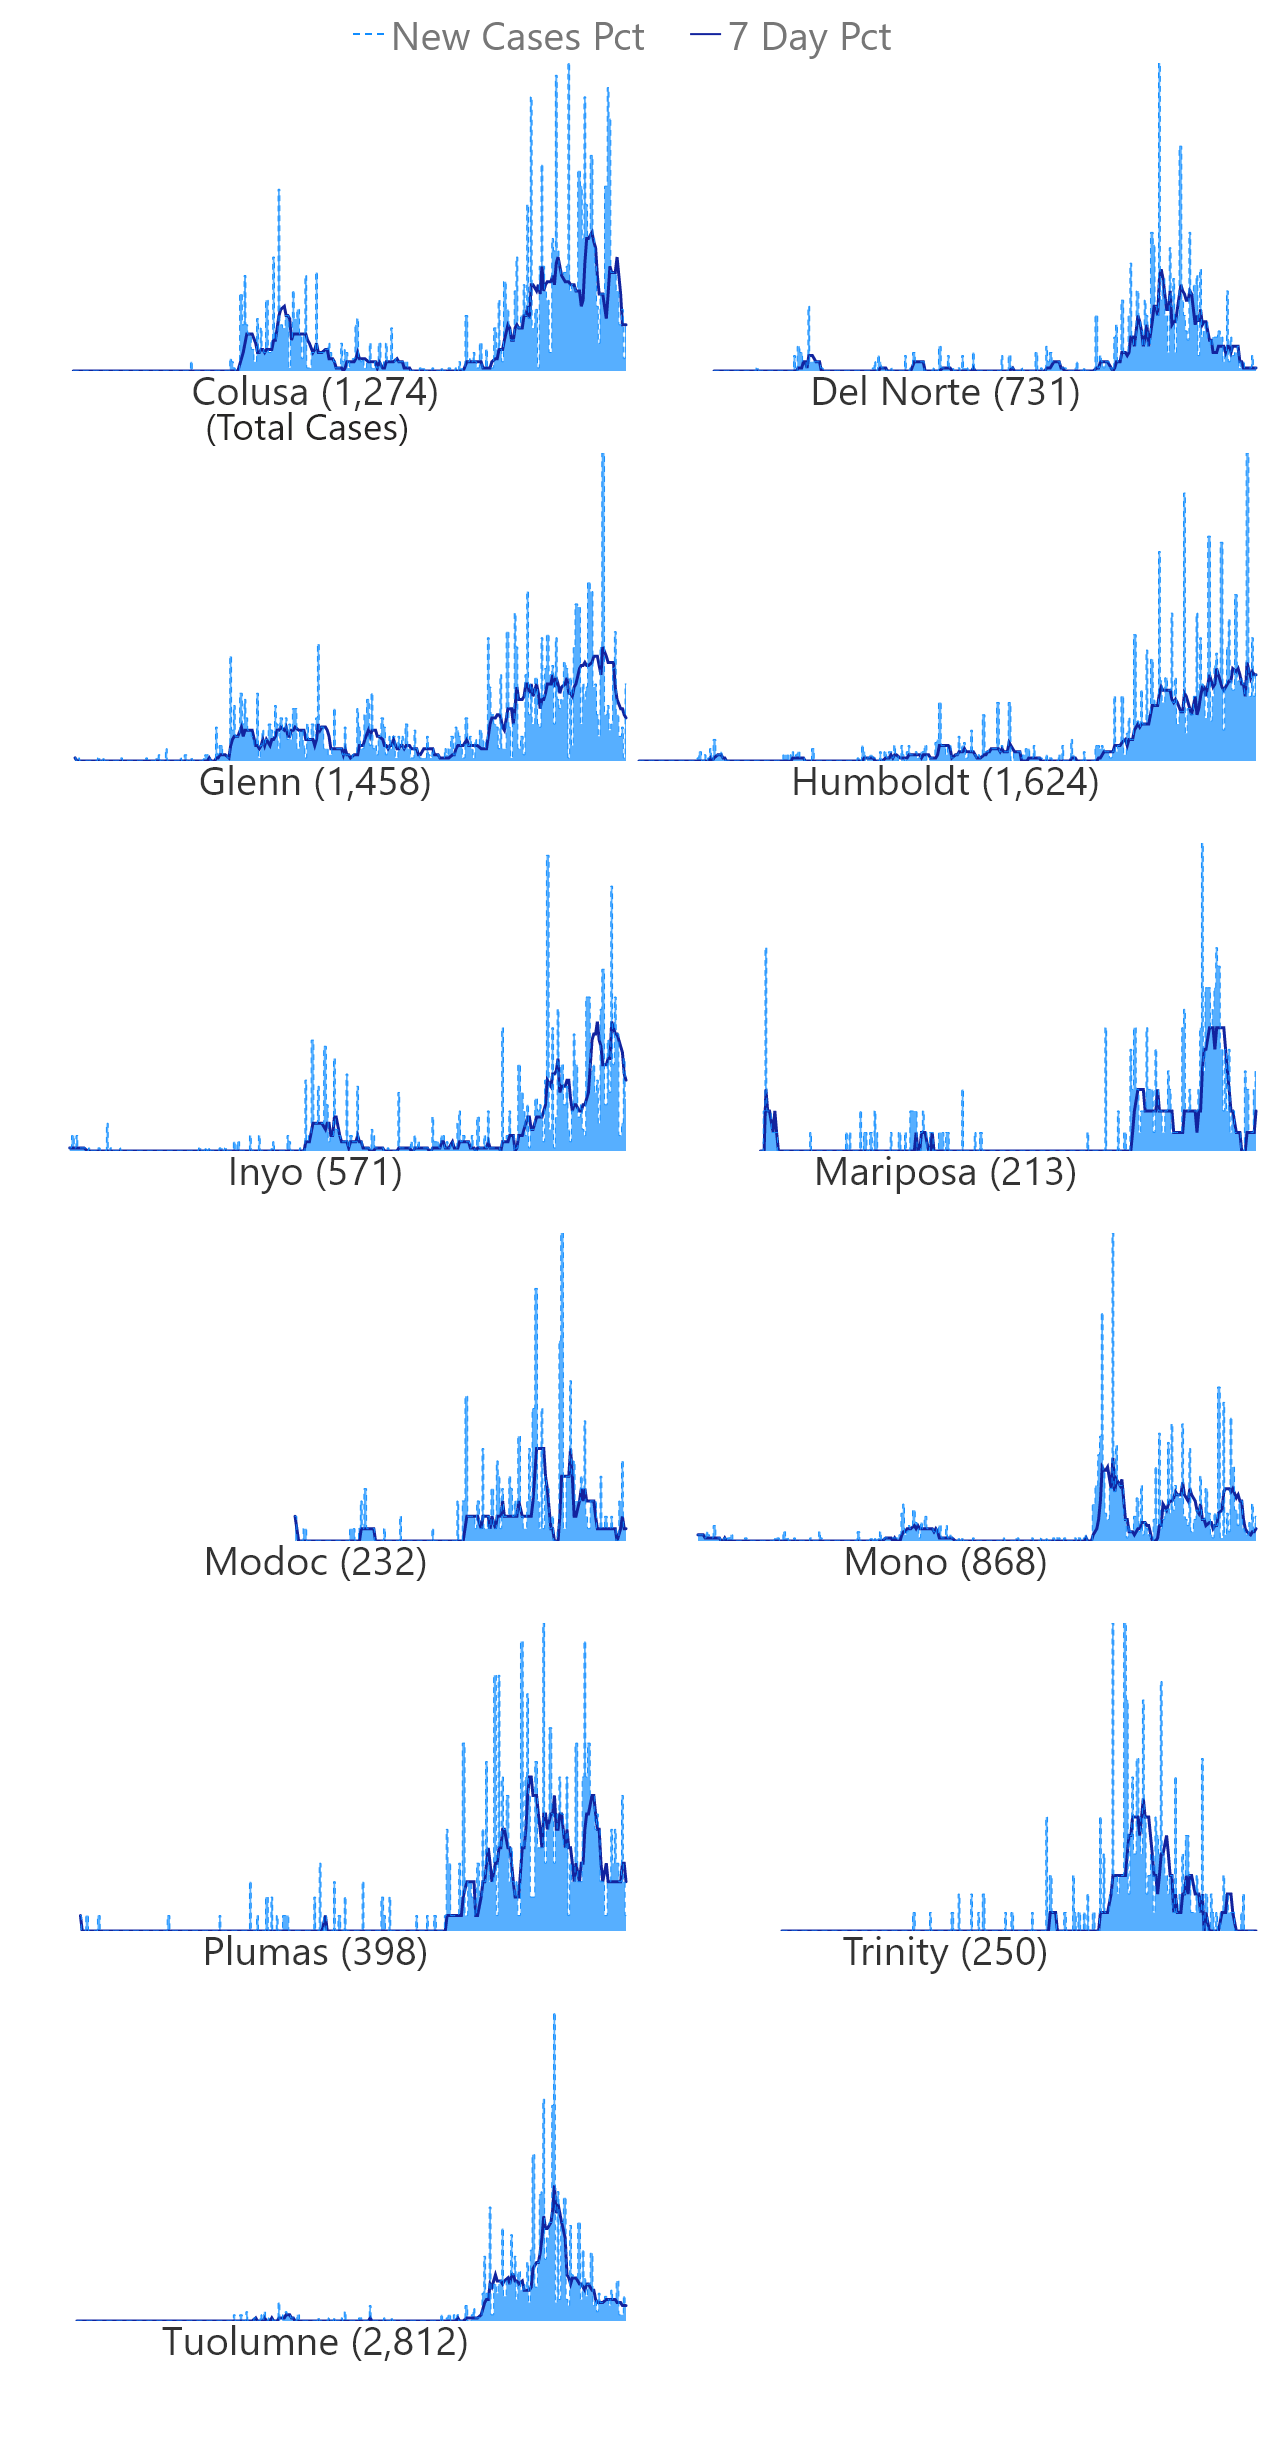 New Cases Pct 7 Day Pct
Colusa (1,274) Del Norte (731)
(Total Cases)
Glenn (1,458) Humboldt (1,624)
Inyo (571) Mariposa (213)
Modoc (232) Mono (868)
Plumas (398) Trinity (250)
Tuolumne (2,812)